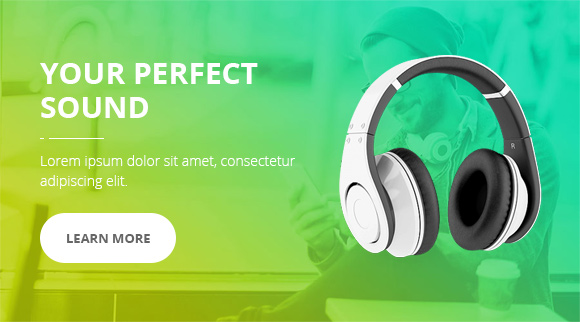 YOUR PERFECT
SOUND
Lorem ipsum dolor sit amet, consectetur
adipiscing elit.
LEARN MORE
R